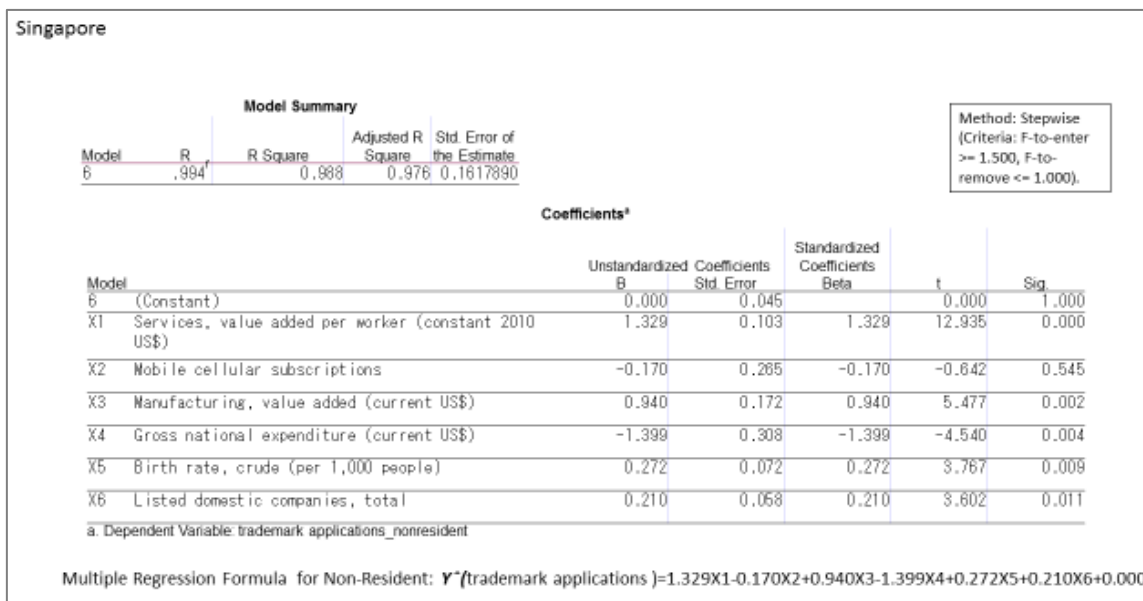 Singapore
Model Summary
Model R R Square Adjusted R Square Std. Error of the Estimate
6 .994ʳ 0.988 0.976 0.1617890
Method: Stepwise
(Criteria: F-to-enter
>= 1.500, F-to-
remove <= 1.000).
Coefficientsᵃ
Model Unstandardized Coefficients B Std. Error Standardized Coefficients Beta t Sig.
6 (Constant) 0.000 0.045 0.000 1.000
X1 Services, value added per worker (constant 2010 US$) 1.329 0.103 1.329 12.935 0.000
X2 Mobile cellular subscriptions -0.170 0.265 -0.170 -0.642 0.545
X3 Manufacturing, value added (current US$) 0.940 0.172 0.940 5.477 0.002
X4 Gross national expenditure (current US$) -1.399 0.308 -1.399 -4.540 0.004
X5 Birth rate, crude (per 1,000 people) 0.272 0.072 0.272 3.767 0.009
X6 Listed domestic companies, total 0.210 0.058 0.210 3.602 0.011
a. Dependent Variable: trademark applications_nonresident
Multiple Regression Formula for Non-Resident: Yˆ(trademark applications )=1.329X1-0.170X2+0.940X3-1.399X4+0.272X5+0.210X6+0.000